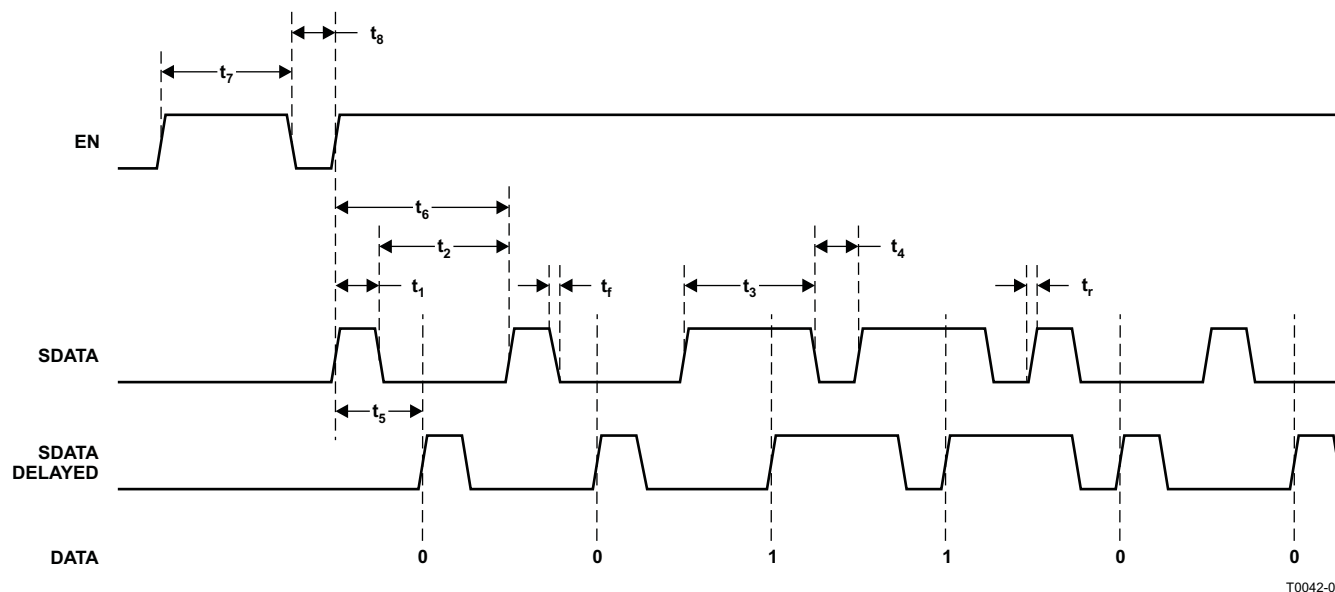 t8
t7
EN
t6
t2
t4
t1
tf
t3
tr
SDATA
t5
SDATA
DELAYED
DATA
0
0
1
1
0
0
T0042-0